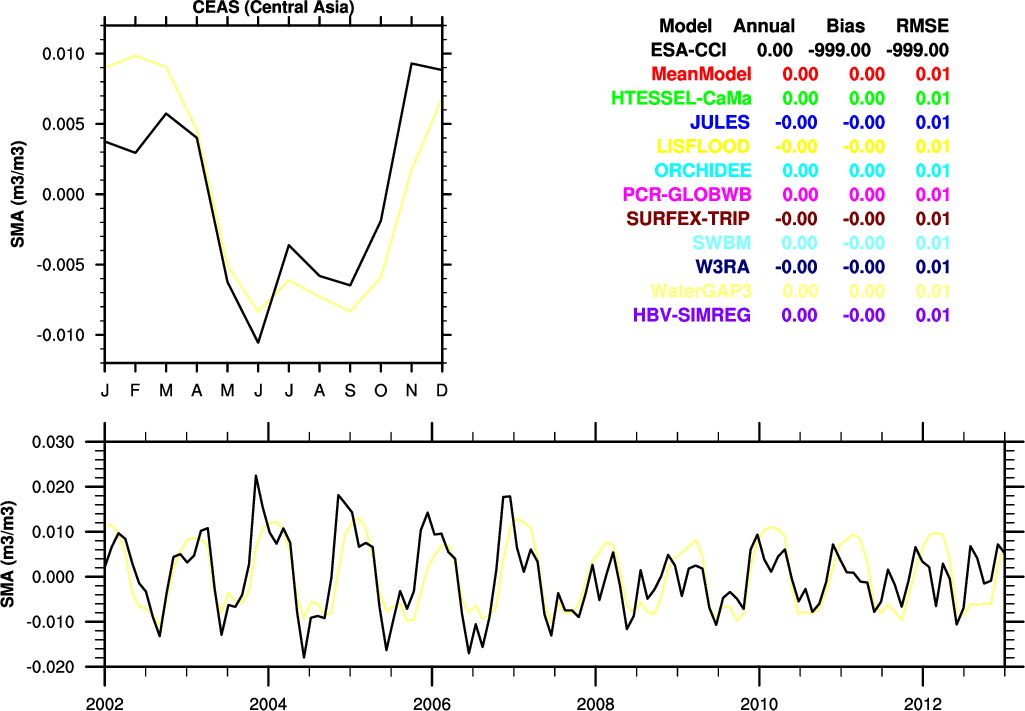 CEAS (Central Asia)
0.010
0.005
0.000
-0.005
-0.010
SMA (m3/m3)
J F M A M J J A S O N D
Model Annual Bias RMSE
ESA-CCI 0.00 -999.00 -999.00
MeanModel 0.00 0.00 0.01
HTESSEL-CaMa 0.00 0.00 0.01
JULES -0.00 -0.00 0.01
LISFLOOD -0.00 -0.00 0.01
ORCHIDEE 0.00 0.00 0.01
PCR-GLOBWB 0.00 0.00 0.01
SURFEX-TRIP -0.00 -0.00 0.01
SWBM 0.00 -0.00 0.01
W3RA -0.00 -0.00 0.01
WaterGAP3 0.00 0.00 0.01
HBV-SIMREG 0.00 -0.00 0.01
0.030
0.020
0.010
0.000
-0.010
-0.020
SMA (m3/m3)
2002 2004 2006 2008 2010 2012